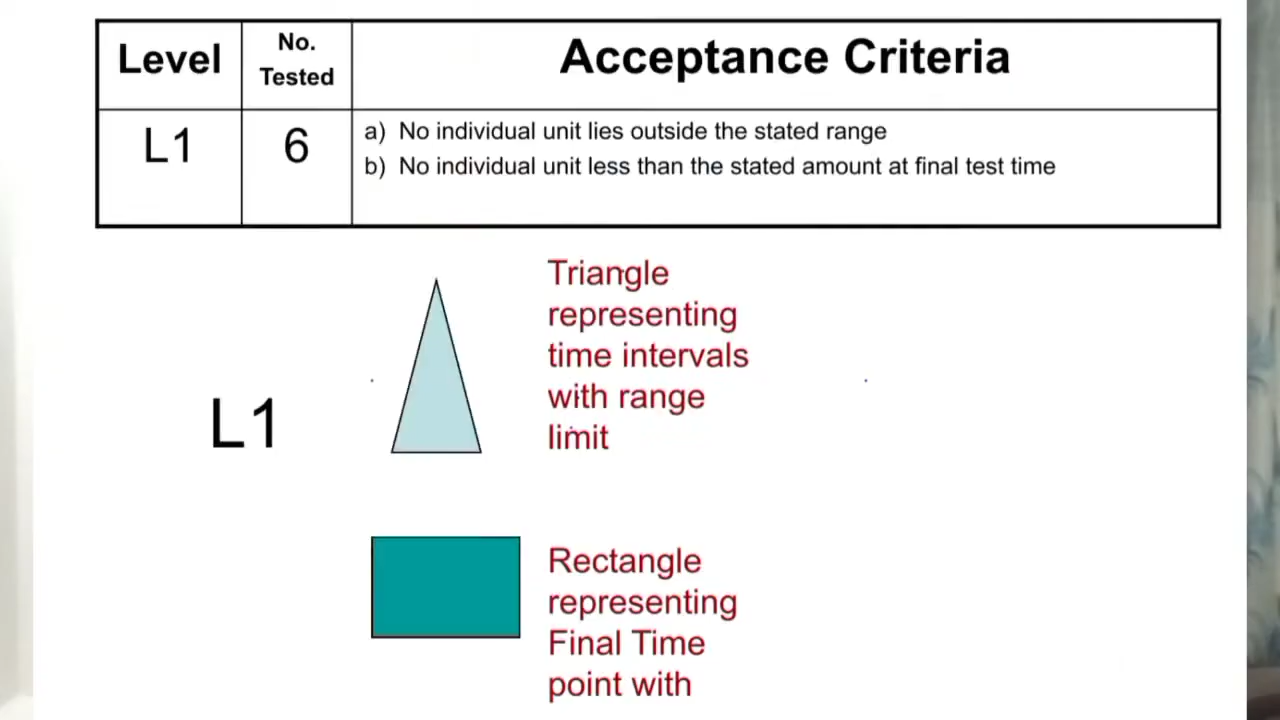 Level
No.
Tested
Acceptance Criteria
L1
6
a) No individual unit lies outside the stated range
b) No individual unit less than the stated amount at final test time
L1
Triangle
representing
time intervals
with range
limit
Rectangle
representing
Final Time
point with